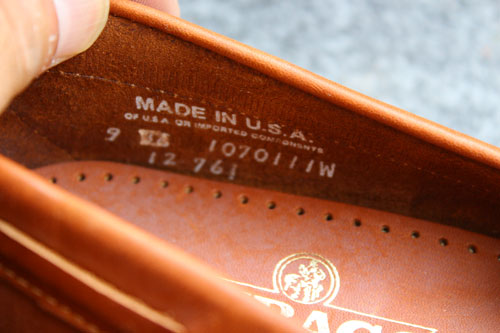 MADE IN U.S.A.
OF U.S.A. OR IMPORTED COMPONENTS
9 1070111W
12 761